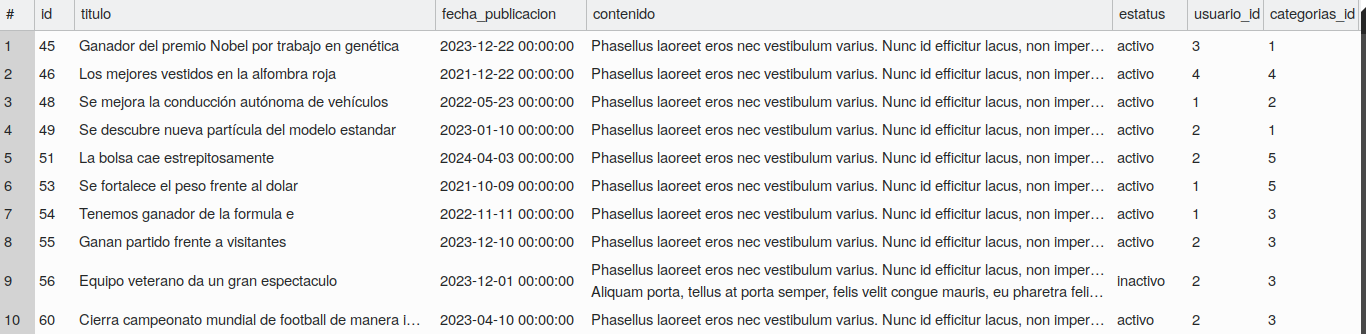 # id titulo fecha_publicacion contenido estatus usuario_id categorias_id
1 45 Ganador del premio Nobel por trabajo en genética 2023-12-22 00:00:00 Phasellus laoreet eros nec vestibulum varius. Nunc id efficitur lacus, non imper… activo 3 1
2 46 Los mejores vestidos en la alfombra roja 2021-12-22 00:00:00 Phasellus laoreet eros nec vestibulum varius. Nunc id efficitur lacus, non imper… activo 4 4
3 48 Se mejora la conducción autónoma de vehículos 2022-05-23 00:00:00 Phasellus laoreet eros nec vestibulum varius. Nunc id efficitur lacus, non imper… activo 1 2
4 49 Se descubre nueva partícula del modelo estandar 2023-01-10 00:00:00 Phasellus laoreet eros nec vestibulum varius. Nunc id efficitur lacus, non imper… activo 2 1
5 51 La bolsa cae estrepitosamente 2024-04-03 00:00:00 Phasellus laoreet eros nec vestibulum varius. Nunc id efficitur lacus, non imper… activo 2 5
6 53 Se fortalece el peso frente al dolar 2021-10-09 00:00:00 Phasellus laoreet eros nec vestibulum varius. Nunc id efficitur lacus, non imper… activo 1 5
7 54 Tenemos ganador de la formula e 2022-11-11 00:00:00 Phasellus laoreet eros nec vestibulum varius. Nunc id efficitur lacus, non imper… activo 1 3
8 55 Ganan partido frente a visitantes 2023-12-10 00:00:00 Phasellus laoreet eros nec vestibulum varius. Nunc id efficitur lacus, non imper… activo 2 3
9 56 Equipo veterano da un gran espectaculo 2023-12-01 00:00:00 Phasellus laoreet eros nec vestibulum varius. Nunc id efficitur lacus, non imper… inactivo 2 3
Aliquam porta, tellus at porta semper, felis velit congue mauris, eu pharetra feli…
10 60 Cierra campeonato mundial de football de manera i… 2023-04-10 00:00:00 Phasellus laoreet eros nec vestibulum varius. Nunc id efficitur lacus, non imper… activo 2 3